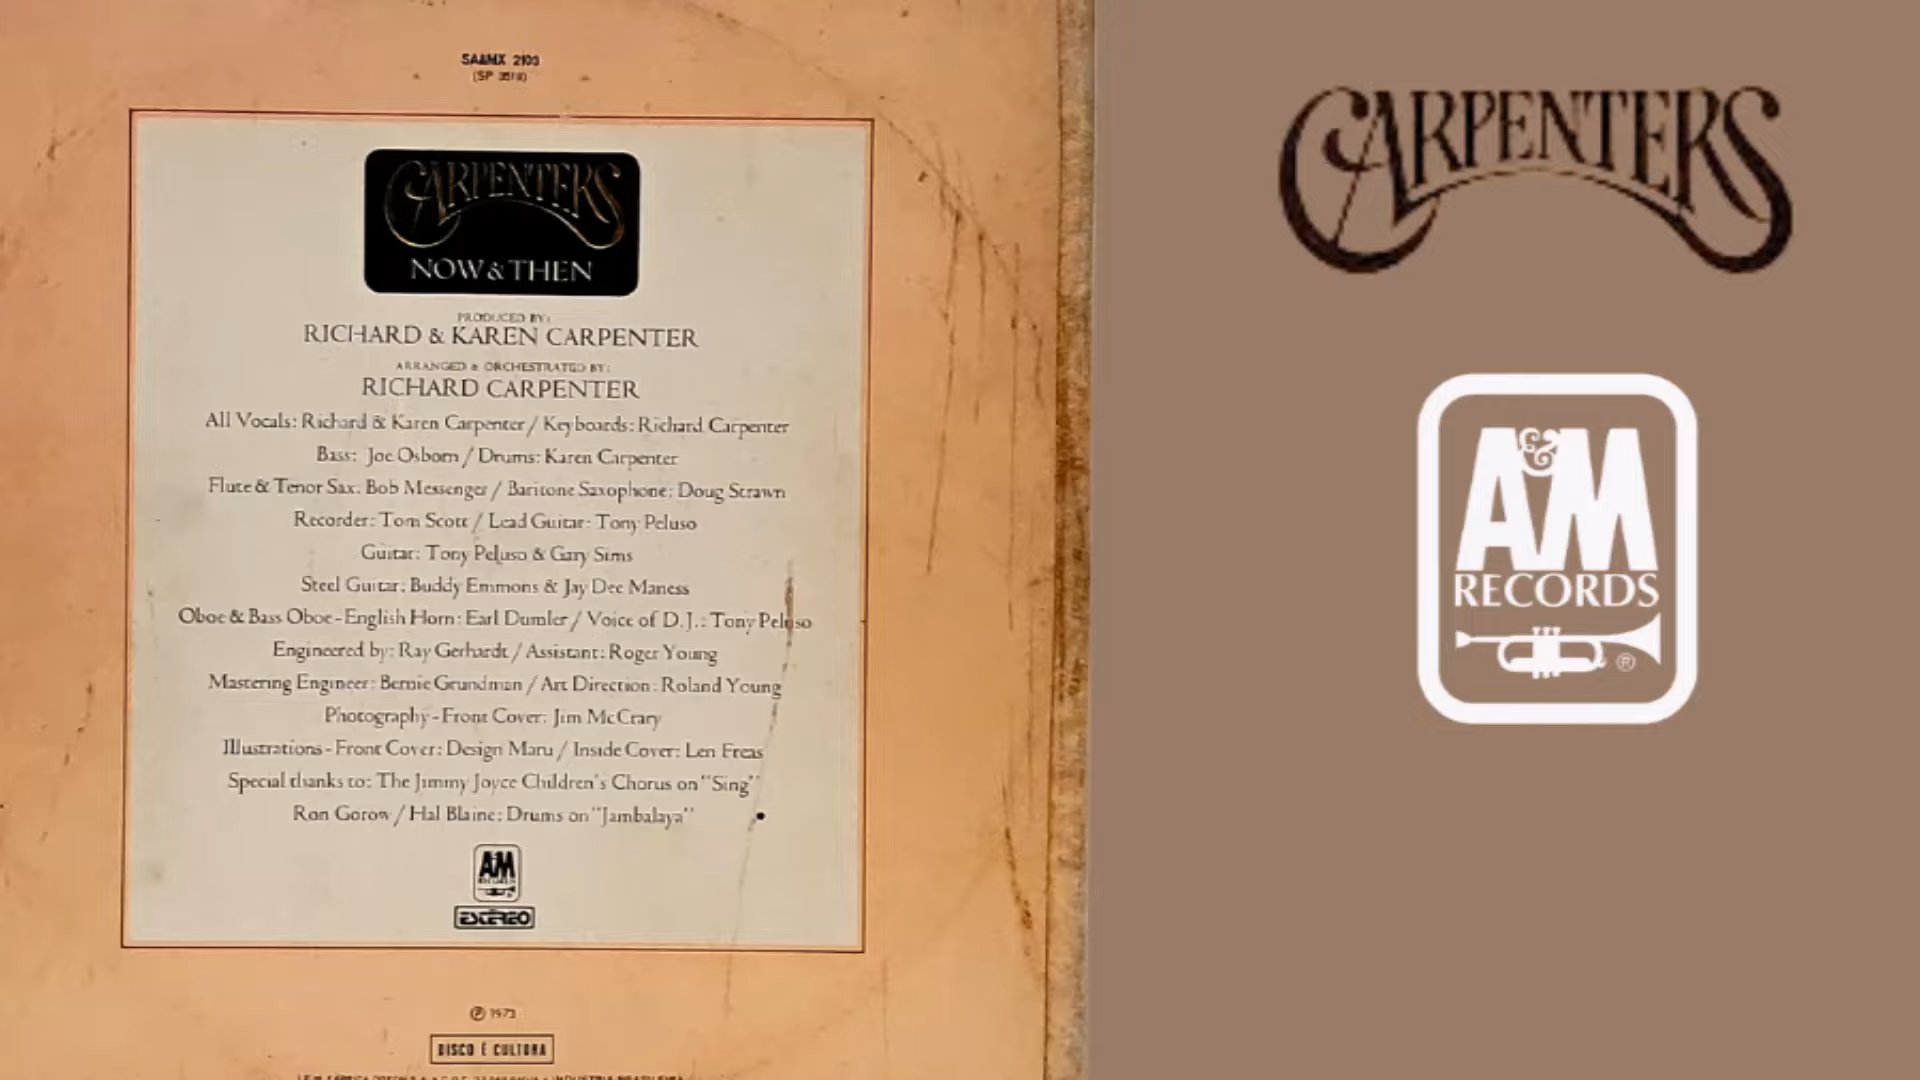 SAAMX 2103
(SP 3519)
CARPENTERS
NOW & THEN
PRODUCED BY:
RICHARD & KAREN CARPENTER
ARRANGED & ORCHESTRATED BY:
RICHARD CARPENTER
All Vocals: Richard & Karen Carpenter / Keyboards: Richard Carpenter
Bass: Joe Osborn / Drums: Karen Carpenter
Flute & Tenor Sax: Bob Messenger / Baritone Saxophone: Doug Strawn
Recorder: Tom Scott / Lead Guitar: Tony Peluso
Guitar: Tony Peluso & Gary Sims
Steel Guitar: Buddy Emmons & Jay Dee Maness
Oboe & Bass Oboe - English Horn: Earl Dumler / Voice of D.J.: Tony Peluso
Engineered by: Ray Gerhardt / Assistant: Roger Young
Mastering Engineer: Bernie Grundman / Art Direction: Roland Young
Photography - Front Cover: Jim McCrary
Illustrations - Front Cover: Design Maru / Inside Cover: Len Freas
Special thanks to: The Jimmy Joyce Children's Chorus on "Sing"
Ron Gorow / Hal Blaine: Drums on "Jambalaya"
A&M
RECORDS
ESTÉREO
℗ 1973
DISCO É CULTURA
INDUSTRIA BRASILEIRA
CARPENTERS
A&M
RECORDS
®